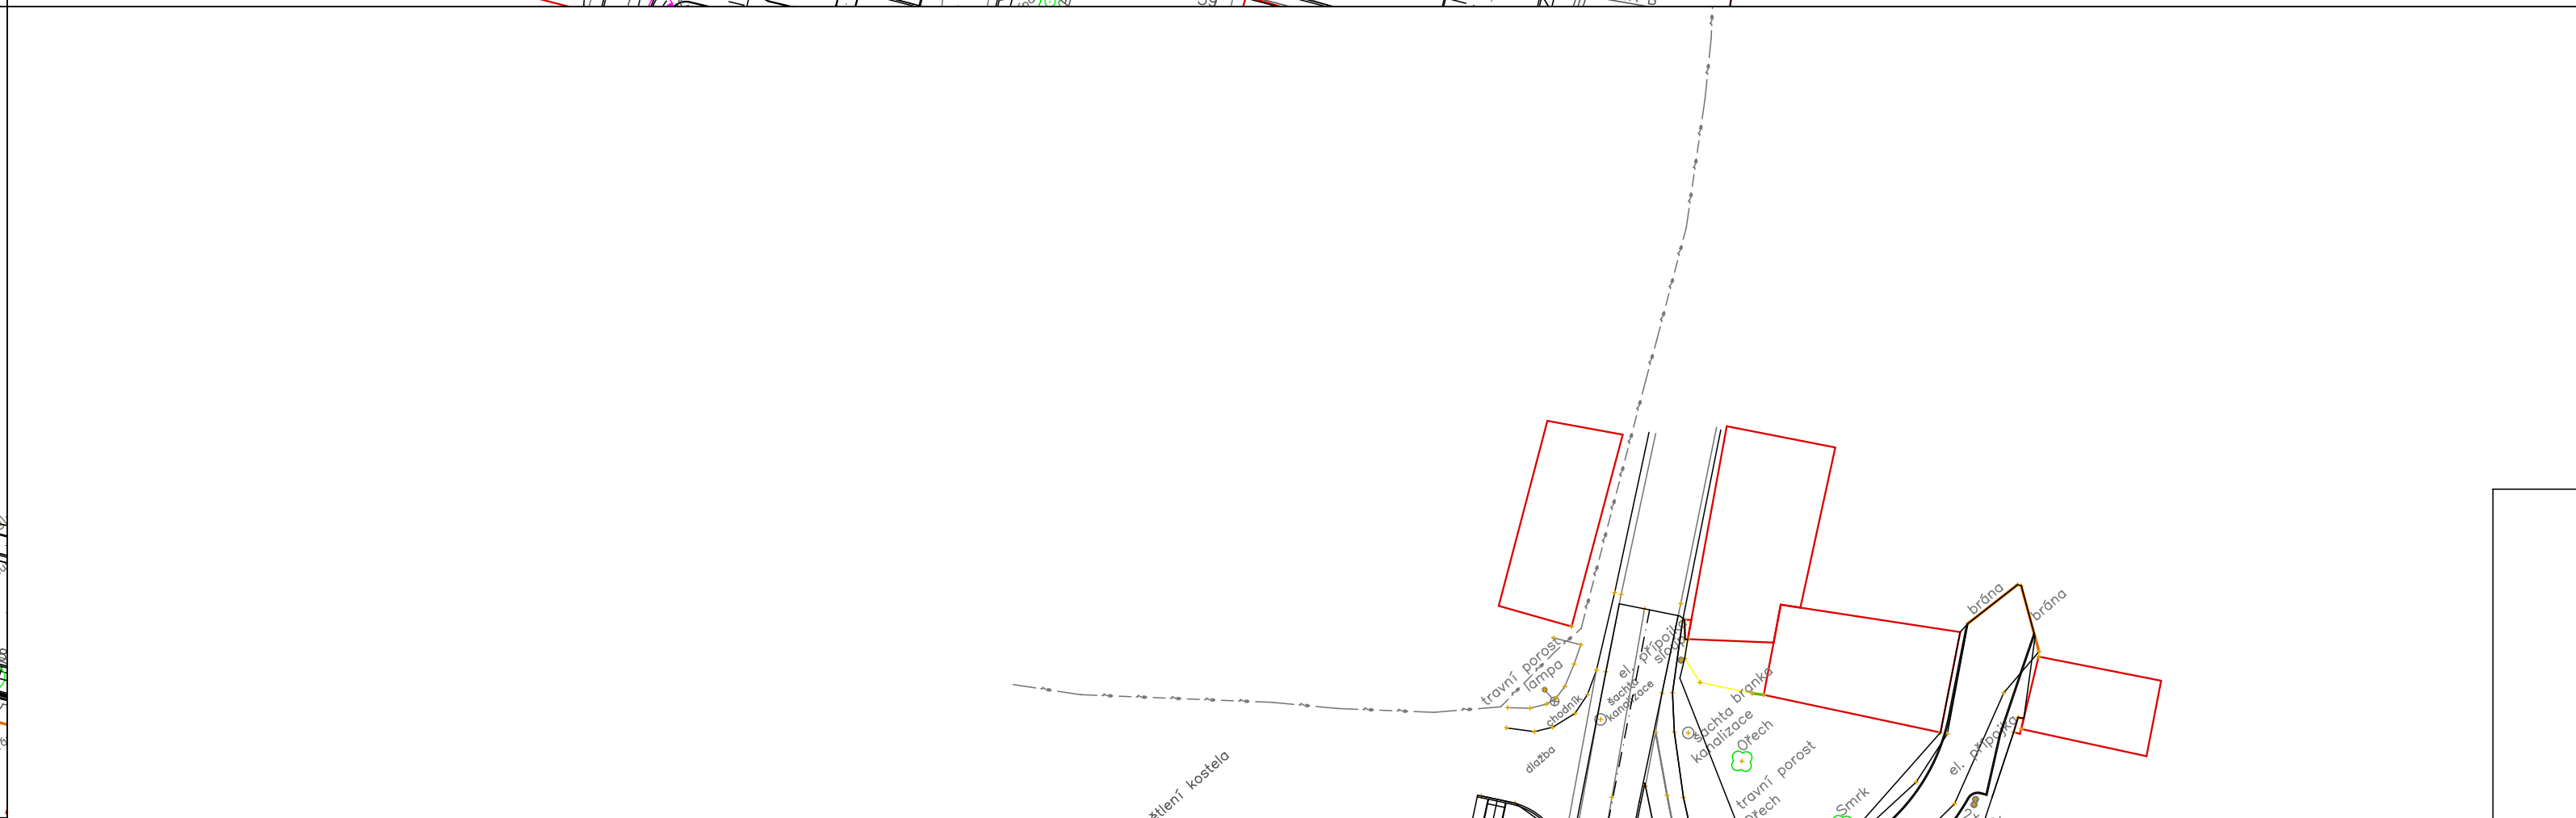 brána
brána
travní porost
lampa
el. přípojka
sloup
chodník
šachta
kanalizace
branka
šachta
kanalizace
Ořech
dlažba
travní porost
Ořech
el. přípojka
Smrk
ětlení kostela